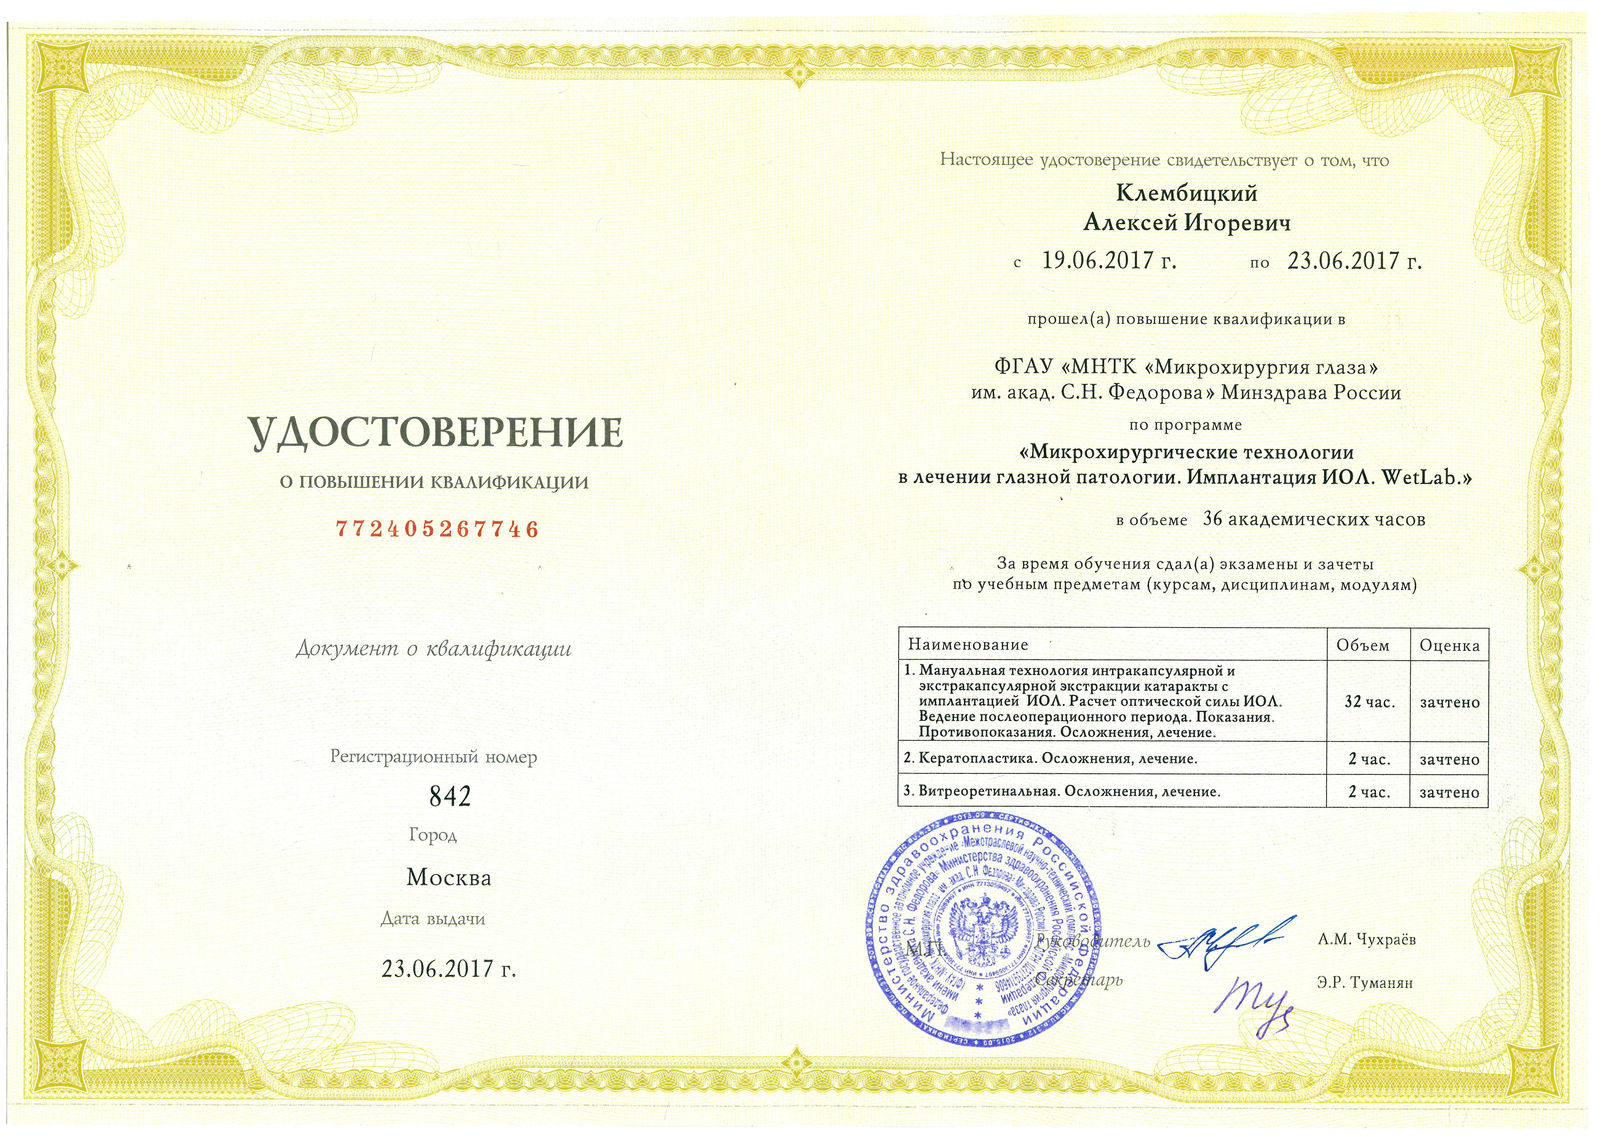 УДОСТОВЕРЕНИЕ
О ПОВЫШЕНИИ КВАЛИФИКАЦИИ
772405267746
Документ о квалификации
Регистрационный номер
842
Город
Москва
Дата выдачи
23.06.2017 г.
Настоящее удостоверение свидетельствует о том, что
Клембицкий
Алексей Игоревич
с 19.06.2017 г. по 23.06.2017 г.
прошел(а) повышение квалификации в
ФГАУ «МНТК «Микрохирургия глаза»
им. акад. С.Н. Федорова» Минздрава России
по программе
«Микрохирургические технологии
в лечении глазной патологии. Имплантация ИОЛ. WetLab.»
в объеме 36 академических часов
За время обучения сдал(а) экзамены и зачеты
по учебным предметам (курсам, дисциплинам, модулям)
Наименование Объем Оценка
1. Мануальная технология интракапсулярной и
экстракапсулярной экстракции катаракты с
имплантацией ИОЛ. Расчет оптической силы ИОЛ. 32 час. зачтено
Ведение послеоперационного периода. Показания.
Противопоказания. Осложнения, лечение.
2. Кератопластика. Осложнения, лечение. 2 час. зачтено
3. Витреоретинальная. Осложнения, лечение. 2 час. зачтено
Министерство здравоохранения Российской Федерации
М.П.
Руководитель А.М. Чухраёв
Секретарь Э.Р. Туманян